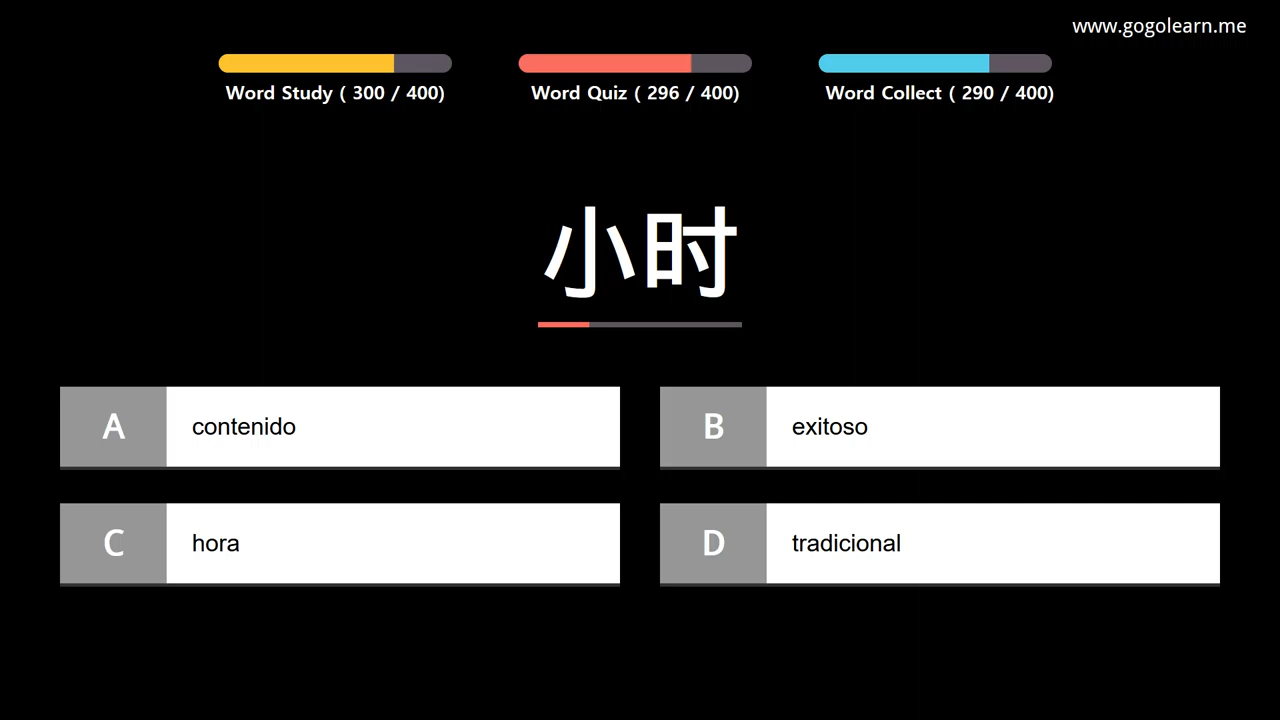 www.gogolearn.me
Word Study ( 300 / 400)
Word Quiz ( 296 / 400)
Word Collect ( 290 / 400)
小时
A contenido
B exitoso
C hora
D tradicional